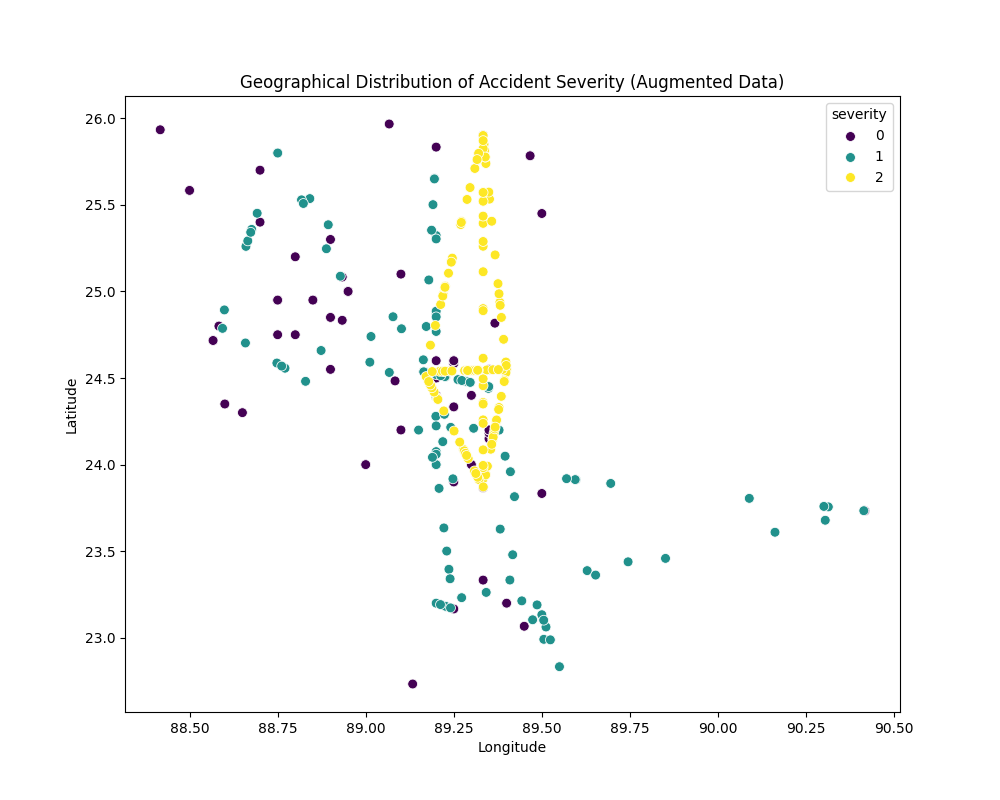 Geographical Distribution of Accident Severity (Augmented Data)
severity
0
1
2
26.0
25.5
25.0
24.5
24.0
23.5
23.0
Latitude
88.50 88.75 89.00 89.25 89.50 89.75 90.00 90.25 90.50
Longitude